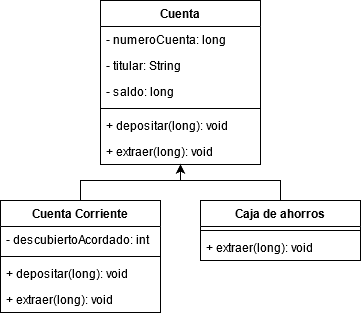 Cuenta
- numeroCuenta: long
- titular: String
- saldo: long
+ depositar(long): void
+ extraer(long): void
Cuenta Corriente
- descubiertoAcordado: int
+ depositar(long): void
+ extraer(long): void
Caja de ahorros
+ extraer(long): void